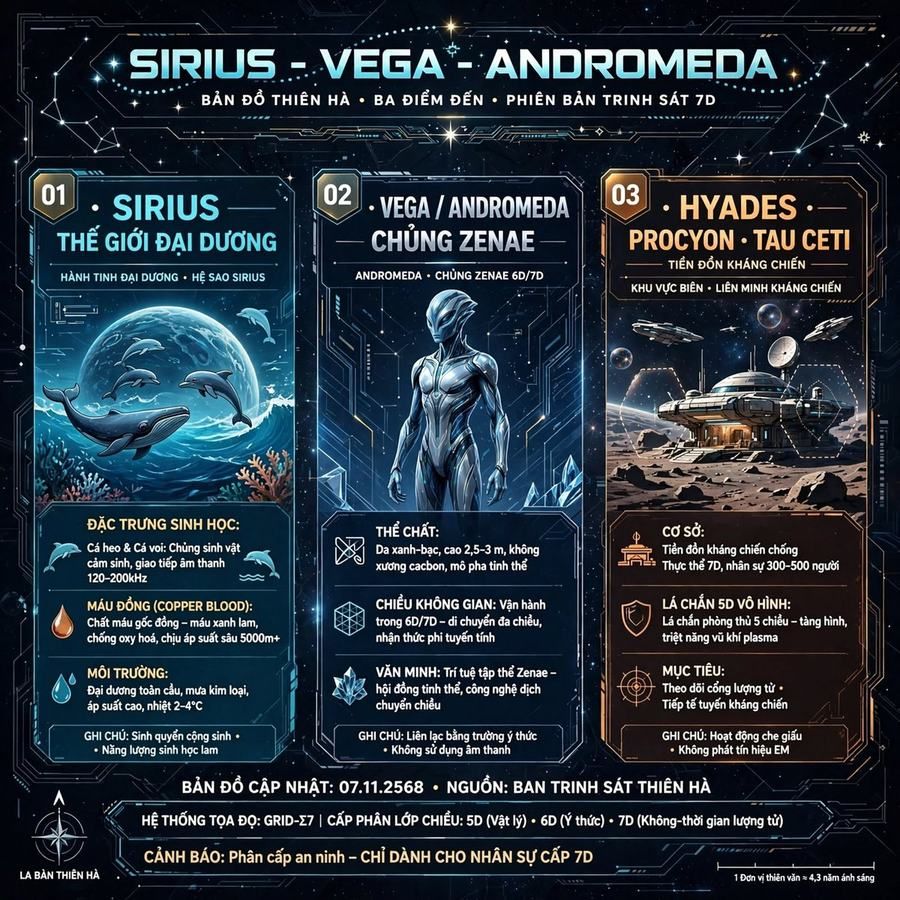 SIRIUS - VEGA - ANDROMEDA
BẢN ĐỒ THIÊN HÀ • BA ĐIỂM ĐẾN • PHIÊN BẢN TRINH SÁT 7D
01
• SIRIUS
THẾ GIỚI ĐẠI DƯƠNG
HÀNH TINH ĐẠI DƯƠNG • HỆ SAO SIRIUS
ĐẶC TRƯNG SINH HỌC:
Cá heo & Cá voi: Chủng sinh vật
cảm sinh, giao tiếp âm thanh
120–200kHz
MÁU ĐỒNG (COPPER BLOOD):
Chất máu gốc đồng – máu xanh lam,
chống oxy hoá, chịu áp suất sâu 5000m+
MÔI TRƯỜNG:
Đại dương toàn cầu, mưa kim loại,
áp suất cao, nhiệt 2–4°C
GHI CHÚ: Sinh quyển cộng sinh •
• Năng lượng sinh học lam
02
• VEGA / ANDROMEDA
CHỦNG ZENAE
ANDROMEDA • CHỦNG ZENAE 6D/7D
THỂ CHẤT:
Da xanh-bạc, cao 2,5–3 m, không
xương cacbon, mô pha tinh thể
CHIỀU KHÔNG GIAN: Vận hành
trong 6D/7D – di chuyển đa chiều,
nhận thức phi tuyến tính
VĂN MINH: Trí tuệ tập thể Zenae –
hội đồng tinh thể, công nghệ dịch
chuyển chiều
GHI CHÚ: Liên lạc bằng trường ý thức
• Không sử dụng âm thanh
03
• HYADES •
PROCYON • TAU CETI
TIỀN ĐỒN KHÁNG CHIẾN
KHU VỰC BIÊN • LIÊN MINH KHÁNG CHIẾN
CƠ SỞ:
Tiền đồn kháng chiến chống
Thực thể 7D, nhân sự 300–500 người
LÁ CHẮN 5D VÔ HÌNH:
Lá chắn phòng thủ 5 chiều – tàng hình,
triệt năng vũ khí plasma
MỤC TIÊU:
Theo dõi cổng lượng tử •
Tiếp tế tuyến kháng chiến
GHI CHÚ: Hoạt động che giấu
• Không phát tín hiệu EM
BẢN ĐỒ CẬP NHẬT: 07.11.2568 • NGUỒN: BAN TRINH SÁT THIÊN HÀ
HỆ THỐNG TỌA ĐỌ: GRID-Σ7 | CẤP PHÂN LỚP CHIỀU: 5D (Vật lý) • 6D (Ý thức) • 7D (Không-thời gian lượng tử)
CẢNH BÁO: Phân cấp an ninh – CHỈ DÀNH CHO NHÂN SỰ CẤP 7D
LA BÀN THIÊN HÀ
1 Đơn vị thiên văn ≈ 4,3 năm ánh sáng